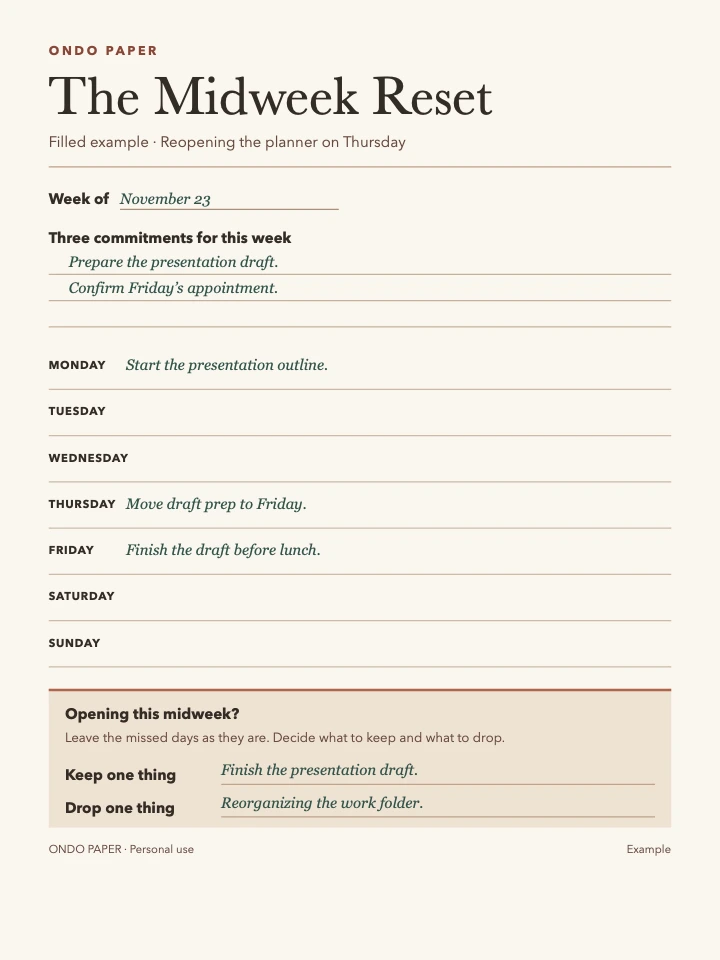 ONDO PAPER
The Midweek Reset
Filled example · Reopening the planner on Thursday
Week of November 23
Three commitments for this week
Prepare the presentation draft.
Confirm Friday’s appointment.
MONDAY Start the presentation outline.
TUESDAY
WEDNESDAY
THURSDAY Move draft prep to Friday.
FRIDAY Finish the draft before lunch.
SATURDAY
SUNDAY
Opening this midweek?
Leave the missed days as they are. Decide what to keep and what to drop.
Keep one thing Finish the presentation draft.
Drop one thing Reorganizing the work folder.
ONDO PAPER · Personal use Example